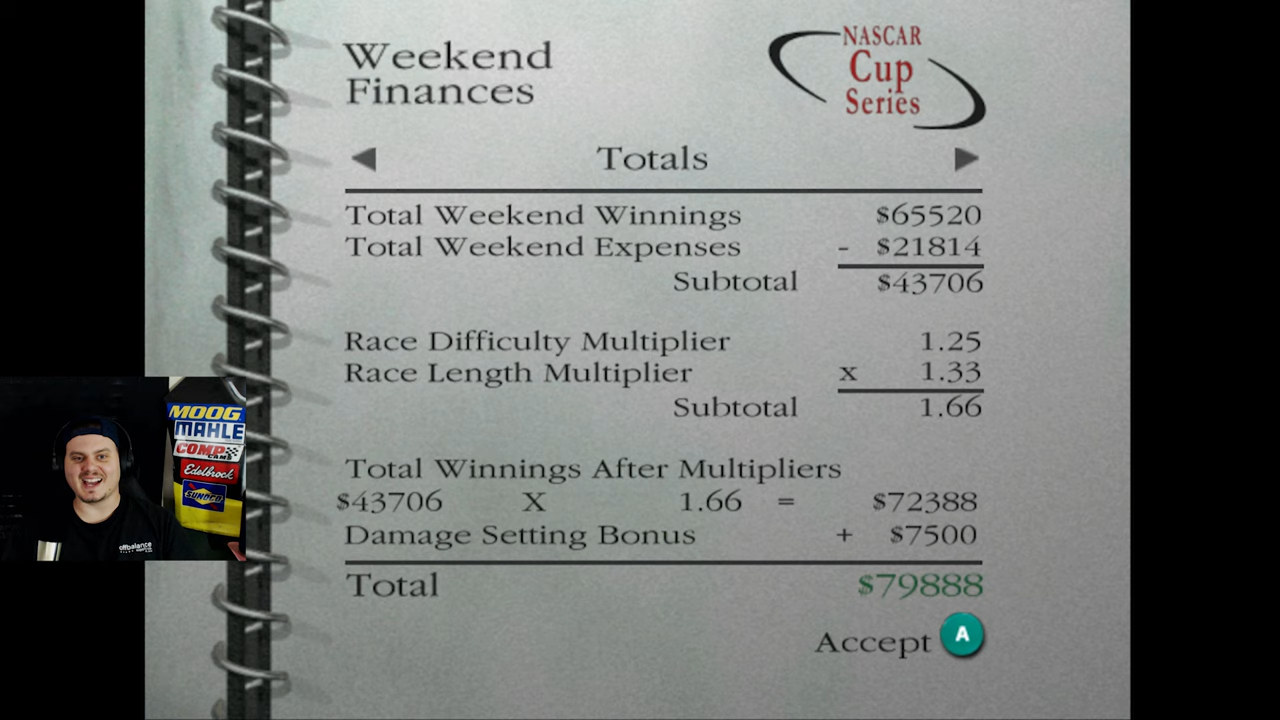 Weekend
Finances
NASCAR
Cup
Series
Totals
Total Weekend Winnings $65520
Total Weekend Expenses - $21814
Subtotal $43706
Race Difficulty Multiplier 1.25
Race Length Multiplier x 1.33
Subtotal 1.66
Total Winnings After Multipliers
$43706 X 1.66 = $72388
Damage Setting Bonus + $7500
Total $79888
Accept A
MOOG
MAHLE
COMP
CAMS
Edelbrock
SUNOCO
offbalance